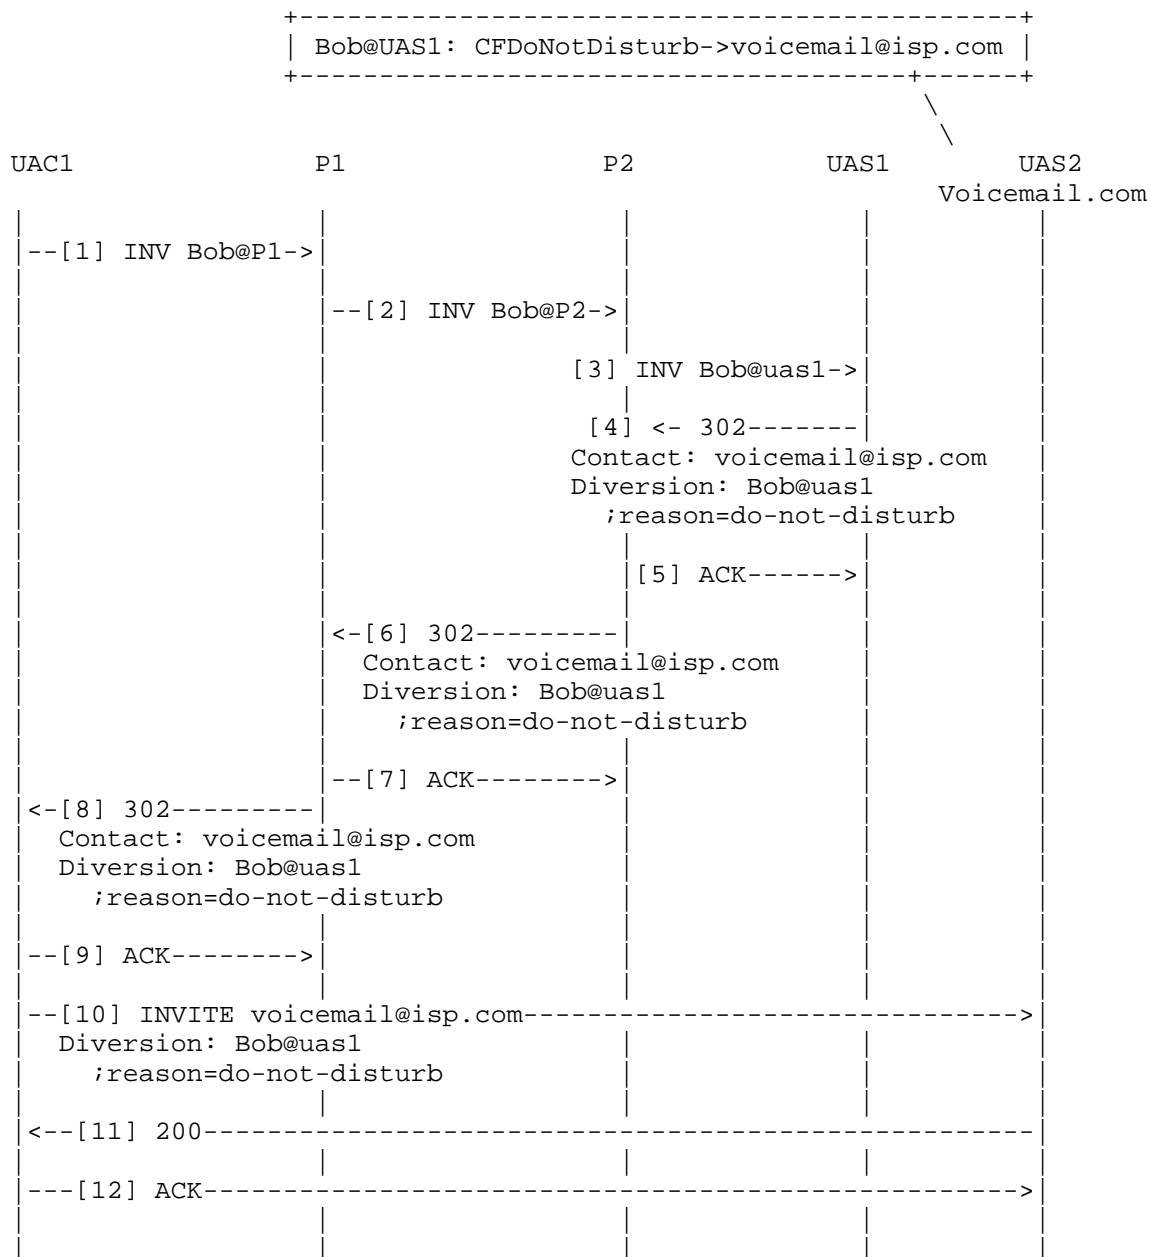 Bob@UAS1: CFDoNotDisturb->voicemail@isp.com
UAC1 P1 P2 UAS1 UAS2
Voicemail.com
--[1] INV Bob@P1->
--[2] INV Bob@P2->
[3] INV Bob@uas1->
[4] <- 302-------
Contact: voicemail@isp.com
Diversion: Bob@uas1
;reason=do-not-disturb
[5] ACK------>
<-[6] 302---------
Contact: voicemail@isp.com
Diversion: Bob@uas1
;reason=do-not-disturb
--[7] ACK-------->
<-[8] 302---------
Contact: voicemail@isp.com
Diversion: Bob@uas1
;reason=do-not-disturb
--[9] ACK-------->
--[10] INVITE voicemail@isp.com------------------------------->
Diversion: Bob@uas1
;reason=do-not-disturb
<--[11] 200----------------------------------------------------
---[12] ACK--------------------------------------------------->